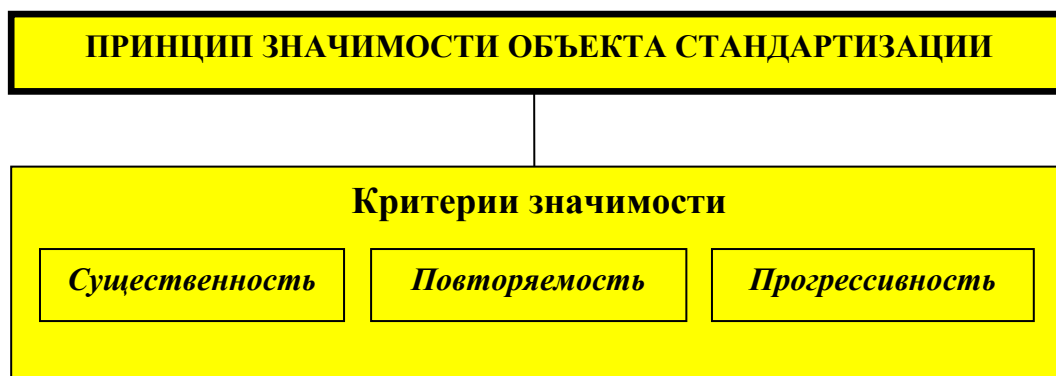 ПРИНЦИП ЗНАЧИМОСТИ ОБЪЕКТА СТАНДАРТИЗАЦИИ
Критерии значимости
Существенность
Повторяемость
Прогрессивность